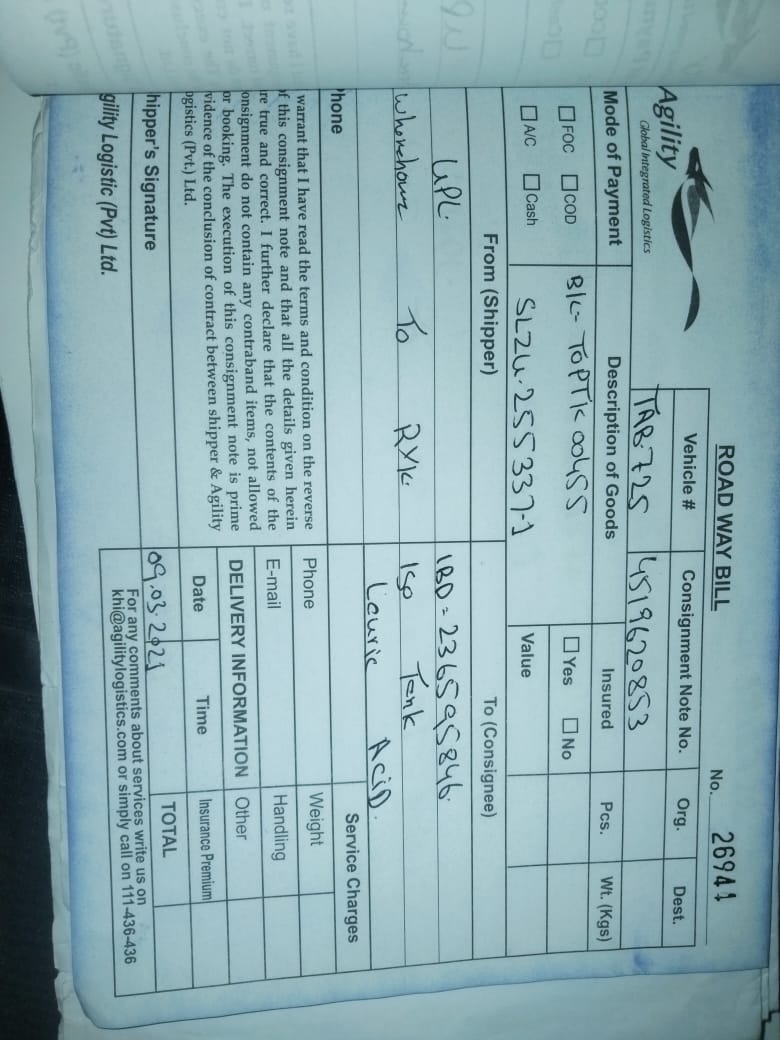 ROAD WAY BILL
No. 26941
Agility
Global Integrated Logistics
Vehicle #
Consignment Note No.
Org.
Dest.
TAB-725
4519620853
Mode of Payment
Description of Goods
Insured
Pcs.
Wt. (Kgs)
FOC
COD
B/L- TOPTK00455
Yes
No
A/C
Cash
SLZU.255337-1
Value
From (Shipper)
To (Consignee)
UPL.
IBD = 236595846.
To RYK.
Iso Tank
Lauric ACiD.
hone
Service Charges
warrant that I have read the terms and condition on the reverse
f this consignment note and that all the details given herein
re true and correct. I further declare that the contents of the
onsignment do not contain any contraband items, not allowed
or booking. The execution of this consignment note is prime
vidence of the conclusion of contract between shipper & Agility
ogistics (Pvt.) Ltd.
Phone
Weight
E-mail
Handling
DELIVERY INFORMATION
Other
Date
Time
Insurance Premium
hipper's Signature
09.03.2021
TOTAL
gility Logistic (Pvt) Ltd.
For any comments about services write us on
khi@agilitylogistics.com or simply call on 111-436-436